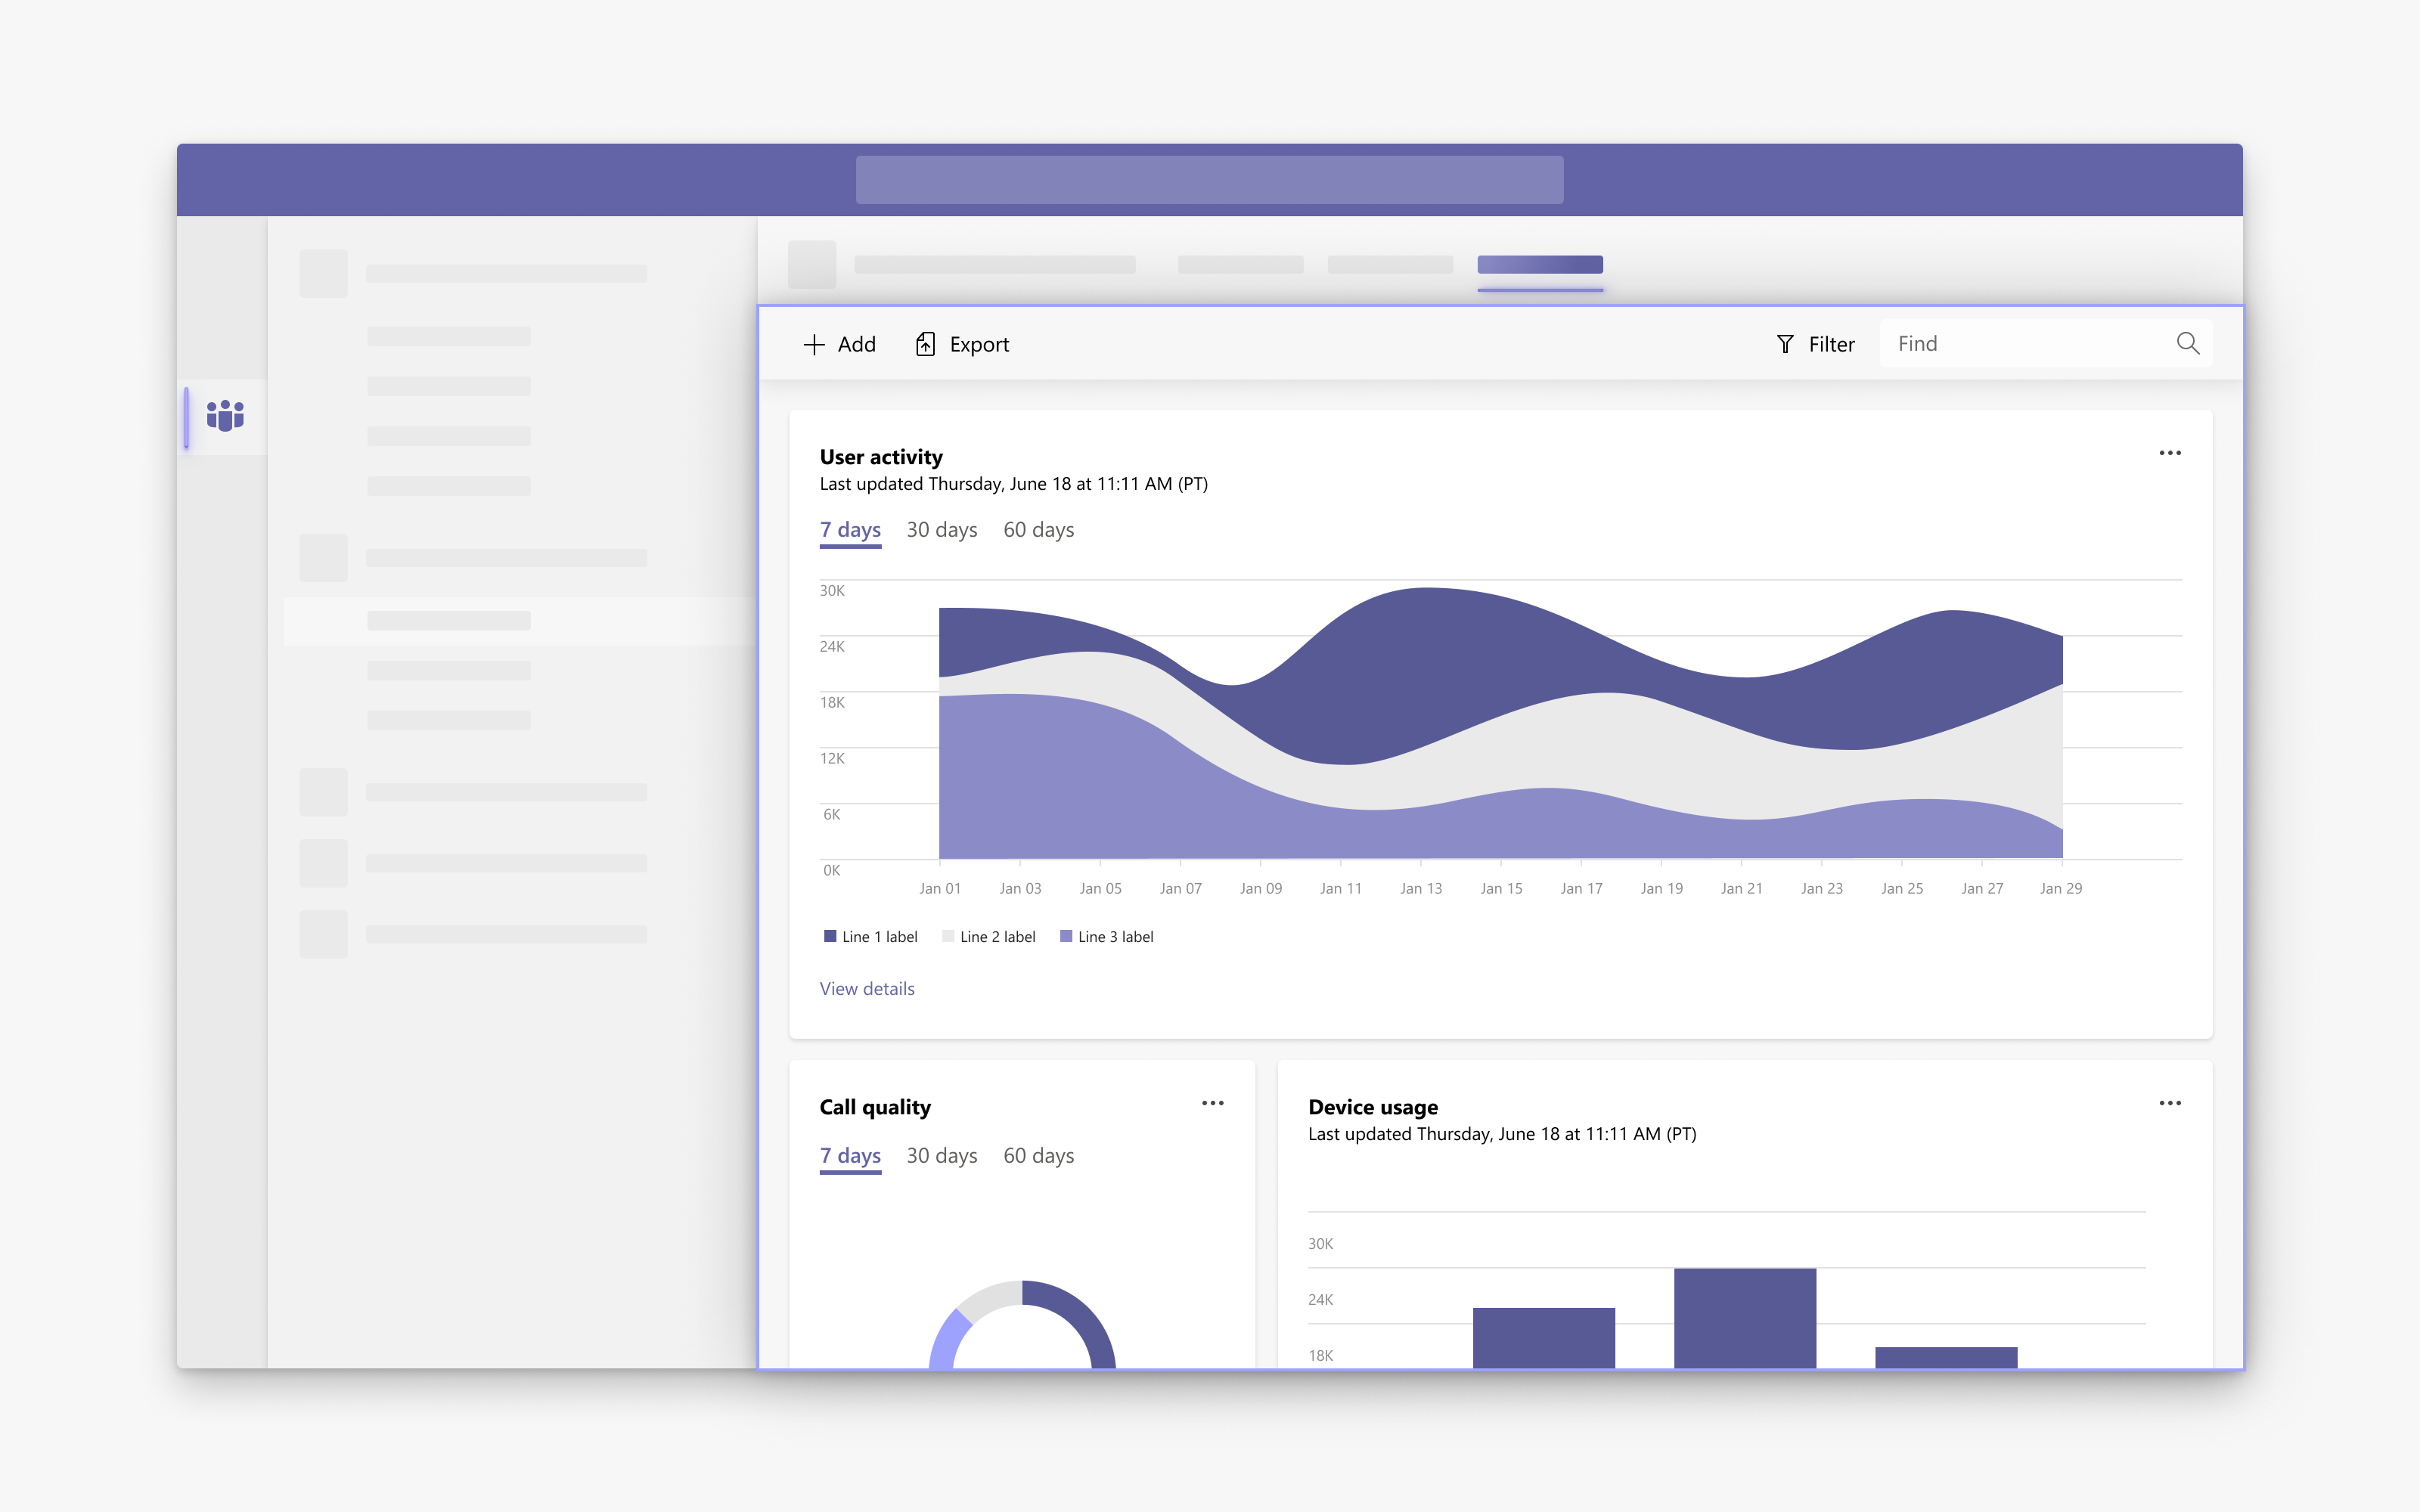 Add Export Filter Find
User activity
Last updated Thursday, June 18 at 11:11 AM (PT)
7 days 30 days 60 days
30K
24K
18K
12K
6K
0K
Jan 01 Jan 03 Jan 05 Jan 07 Jan 09 Jan 11 Jan 13 Jan 15 Jan 17 Jan 19 Jan 21 Jan 23 Jan 25 Jan 27 Jan 29
Line 1 label Line 2 label Line 3 label
View details
Call quality
7 days 30 days 60 days
Device usage
Last updated Thursday, June 18 at 11:11 AM (PT)
30K
24K
18K